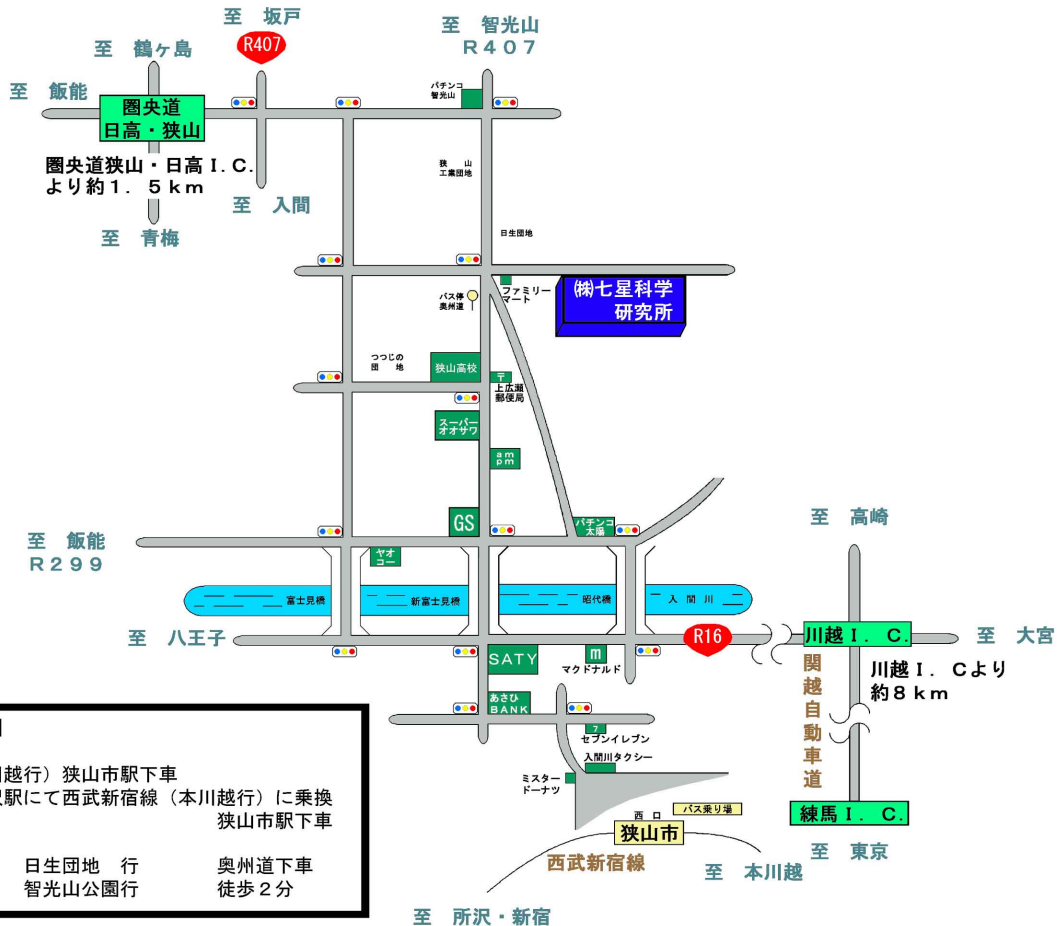 至 坂戸
R407
至 智光山
R407
至 鶴ヶ島
至 飯能
圏央道
日高・狭山
パチンコ
智光山
圏央道狭山・日高I.C.
より約1.5km
至 入間
至 青梅
狭 山
工業団地
日生団地
ファミリー
マート
㈱七星科学
研究所
バス停
奥州道
つつじの
団 地
狭山高校
〒
上広瀬
郵便局
スーパー
オオサワ
am
pm
GS
パチンコ
太陽
至 飯能
R299
ヤオ
コー
至 高崎
富士見橋
新富士見橋
昭代橋
入間川
至 八王子
R16
川越I. C.
至 大宮
SATY
m
マクドナルド
川越I. Cより
約8km
関越自動車道
あさひ
BANK
7
セブンイレブン
入間川タクシー
ミスター
ドーナツ
西口
バス乗り場
狭山市
練馬I. C.
西武新宿線
至 本川越
至 東京
至 所沢・新宿
越行)狭山市駅下車
駅にて西武新宿線(本川越行)に乗換
狭山市駅下車
日生団地 行 奥州道下車
智光山公園行 徒歩2分